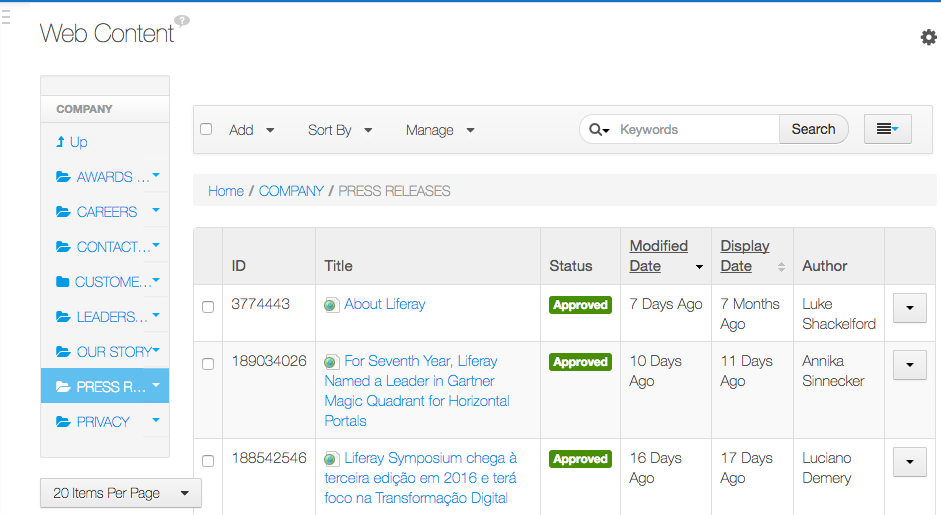 Web Content ?
COMPANY
Up
AWARDS ...
CAREERS
CONTACT...
CUSTOME...
LEADERS...
OUR STORY
PRESS R...
PRIVACY
20 Items Per Page
Add Sort By Manage Keywords Search
Home / COMPANY / PRESS RELEASES
ID Title Status Modified Date Display Date Author
3774443 About Liferay Approved 7 Days Ago 7 Months Ago Luke Shackelford
189034026 For Seventh Year, Liferay Approved 10 Days Ago 11 Days Ago Annika Sinnecker
Named a Leader in Gartner
Magic Quadrant for Horizontal
Portals
188542546 Liferay Symposium chega à Approved 16 Days Ago 17 Days Ago Luciano Demery
terceira edição em 2016 e terá
foco na Transformação Digital